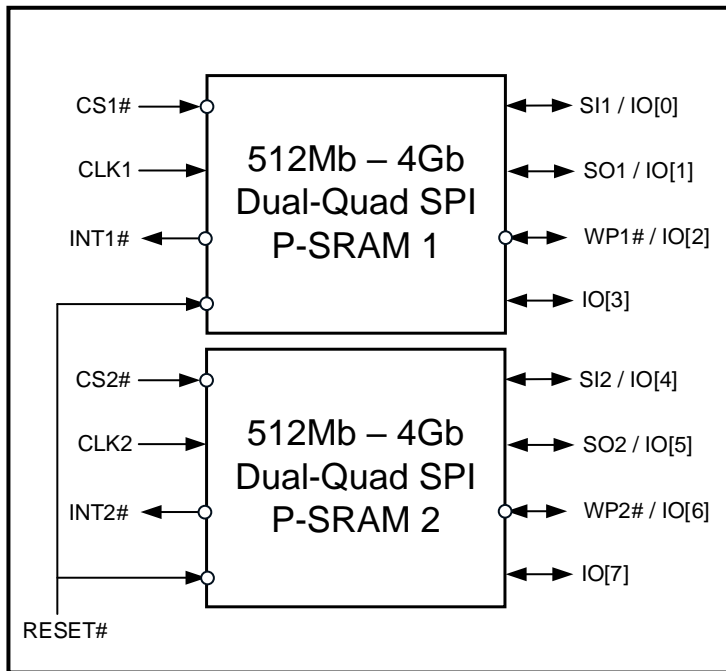 CS1#
CLK1
INT1#
512Mb – 4Gb
Dual-Quad SPI
P-SRAM 1
SI1 / IO[0]
SO1 / IO[1]
WP1# / IO[2]
IO[3]
CS2#
CLK2
INT2#
512Mb – 4Gb
Dual-Quad SPI
P-SRAM 2
SI2 / IO[4]
SO2 / IO[5]
WP2# / IO[6]
IO[7]
RESET#